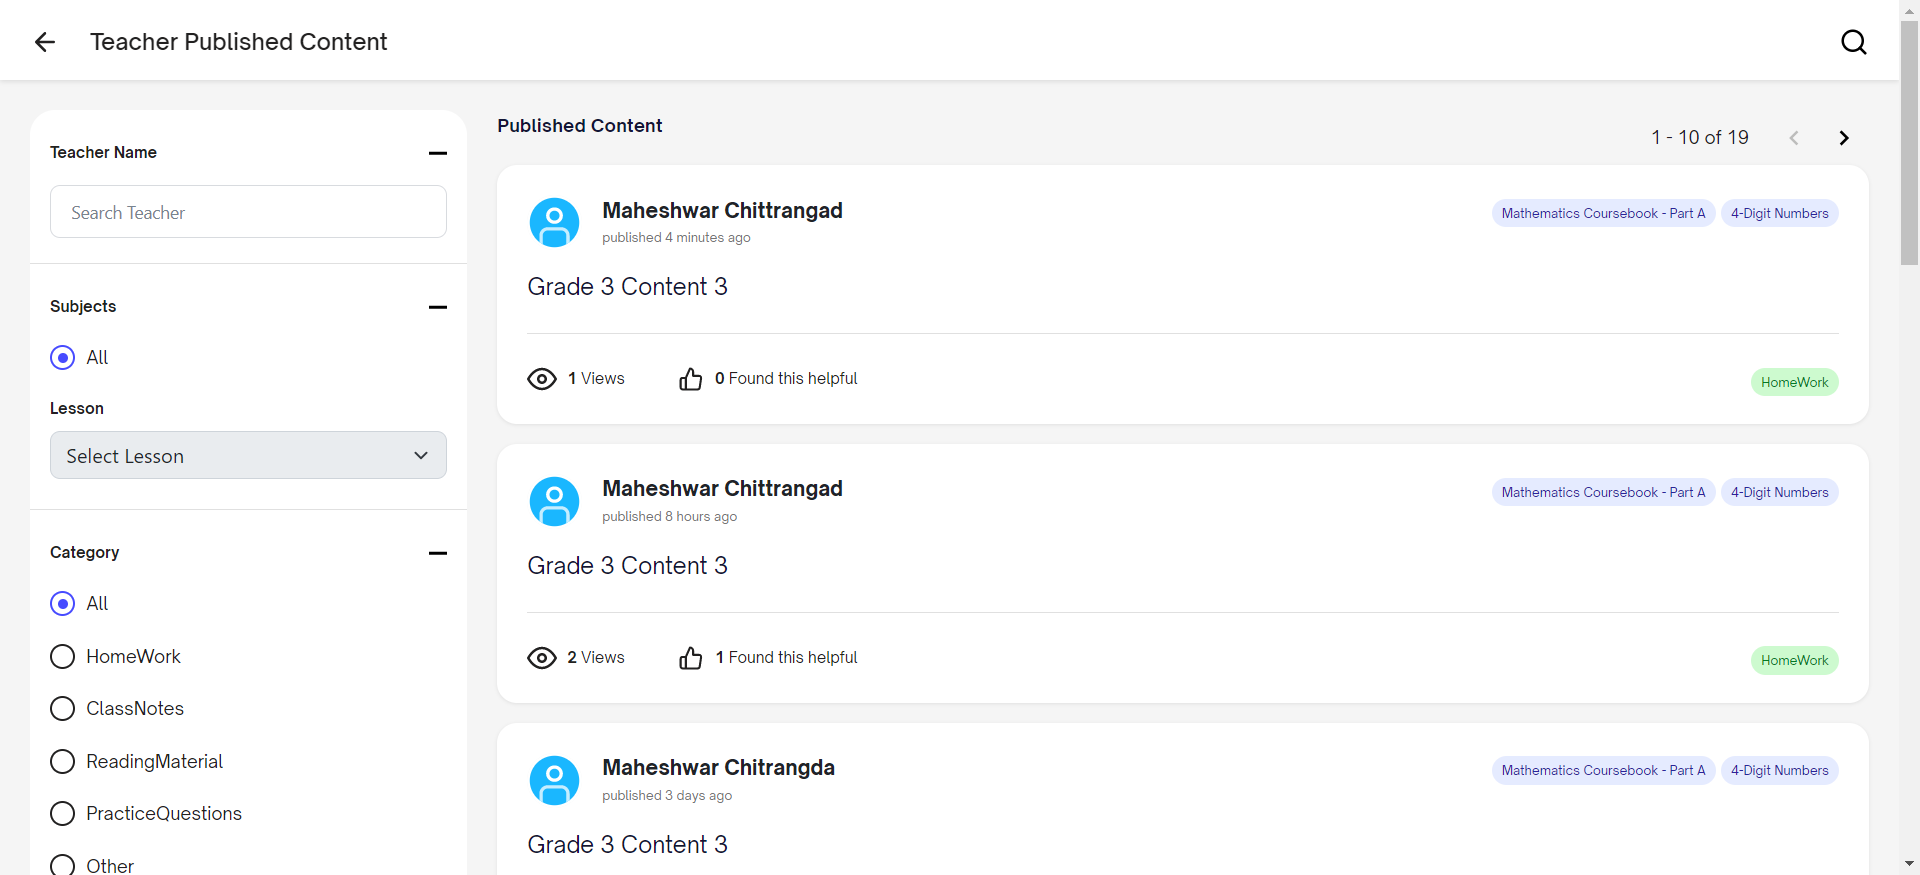 Teacher Published Content
Teacher Name
Search Teacher
Subjects
All
Lesson
Select Lesson
Category
All
HomeWork
ClassNotes
ReadingMaterial
PracticeQuestions
Other
Published Content
1 - 10 of 19
Maheshwar Chittrangad
published 4 minutes ago
Mathematics Coursebook - Part A
4-Digit Numbers
Grade 3 Content 3
1 Views
0 Found this helpful
HomeWork
Maheshwar Chittrangad
published 8 hours ago
Mathematics Coursebook - Part A
4-Digit Numbers
Grade 3 Content 3
2 Views
1 Found this helpful
HomeWork
Maheshwar Chitrangda
published 3 days ago
Mathematics Coursebook - Part A
4-Digit Numbers
Grade 3 Content 3